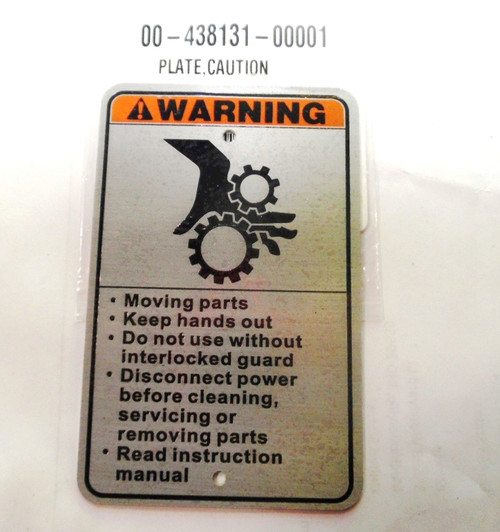 00-438131-00001
PLATE,CAUTION
WARNING
• Moving parts
• Keep hands out
• Do not use without
interlocked guard
• Disconnect power
before cleaning,
servicing or
removing parts
• Read instruction
manual